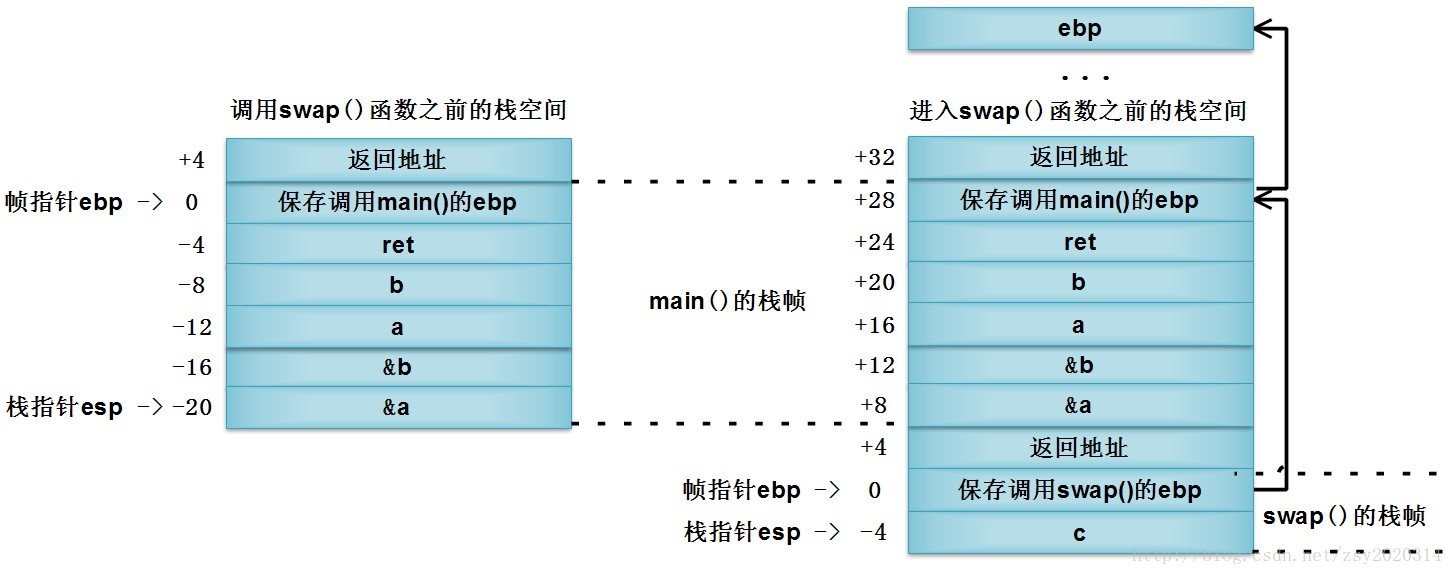 ebp
...
调用swap()函数之前的栈空间
进入swap()函数之前的栈空间
+4 返回地址
帧指针ebp -> 0 保存调用main()的ebp
-4 ret
-8 b
-12 a
-16 &b
栈指针esp -> -20 &a
main()的栈帧
+32 返回地址
+28 保存调用main()的ebp
+24 ret
+20 b
+16 a
+12 &b
+8 &a
+4 返回地址
帧指针ebp -> 0 保存调用swap()的ebp
栈指针esp -> -4 c
swap()的栈帧
http://blog.csdn.net/zsy2020314